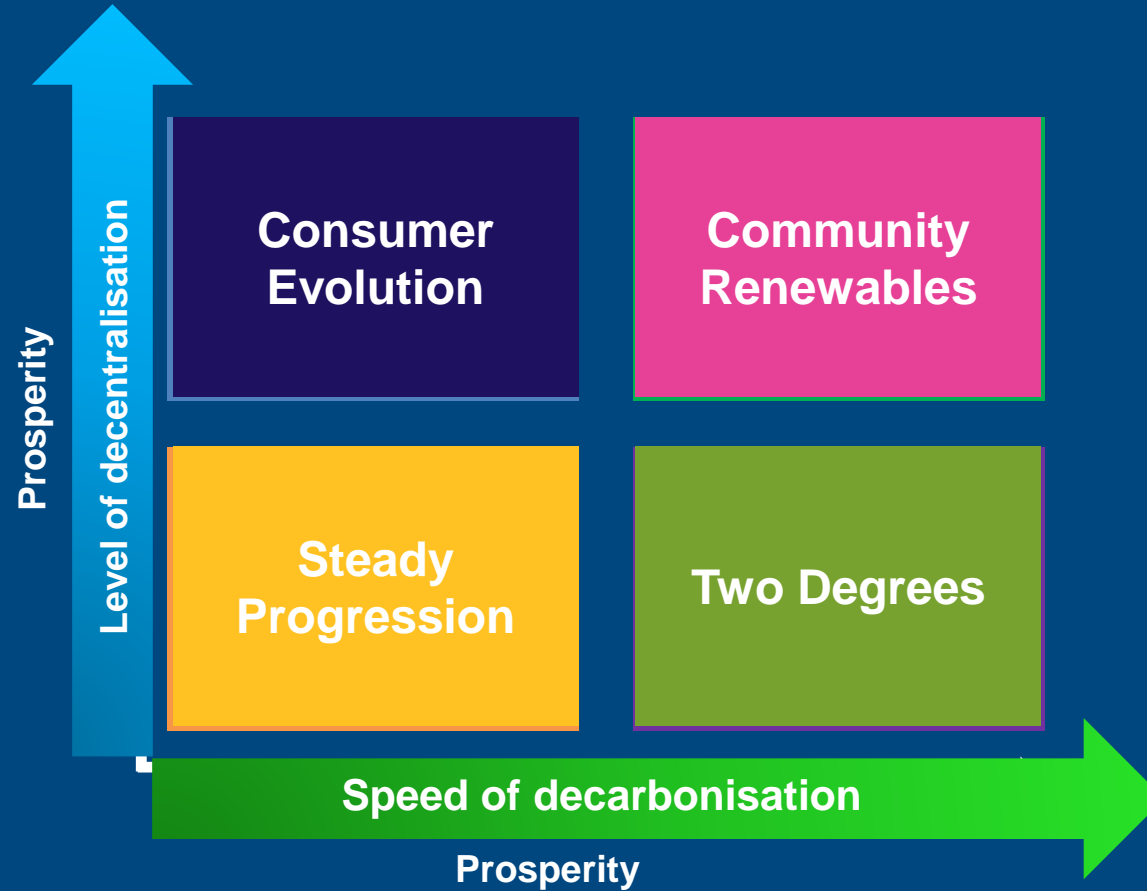 Prosperity
Level of decentralisation
Consumer
Evolution
Community
Renewables
Steady
Progression
Two Degrees
Speed of decarbonisation
Prosperity